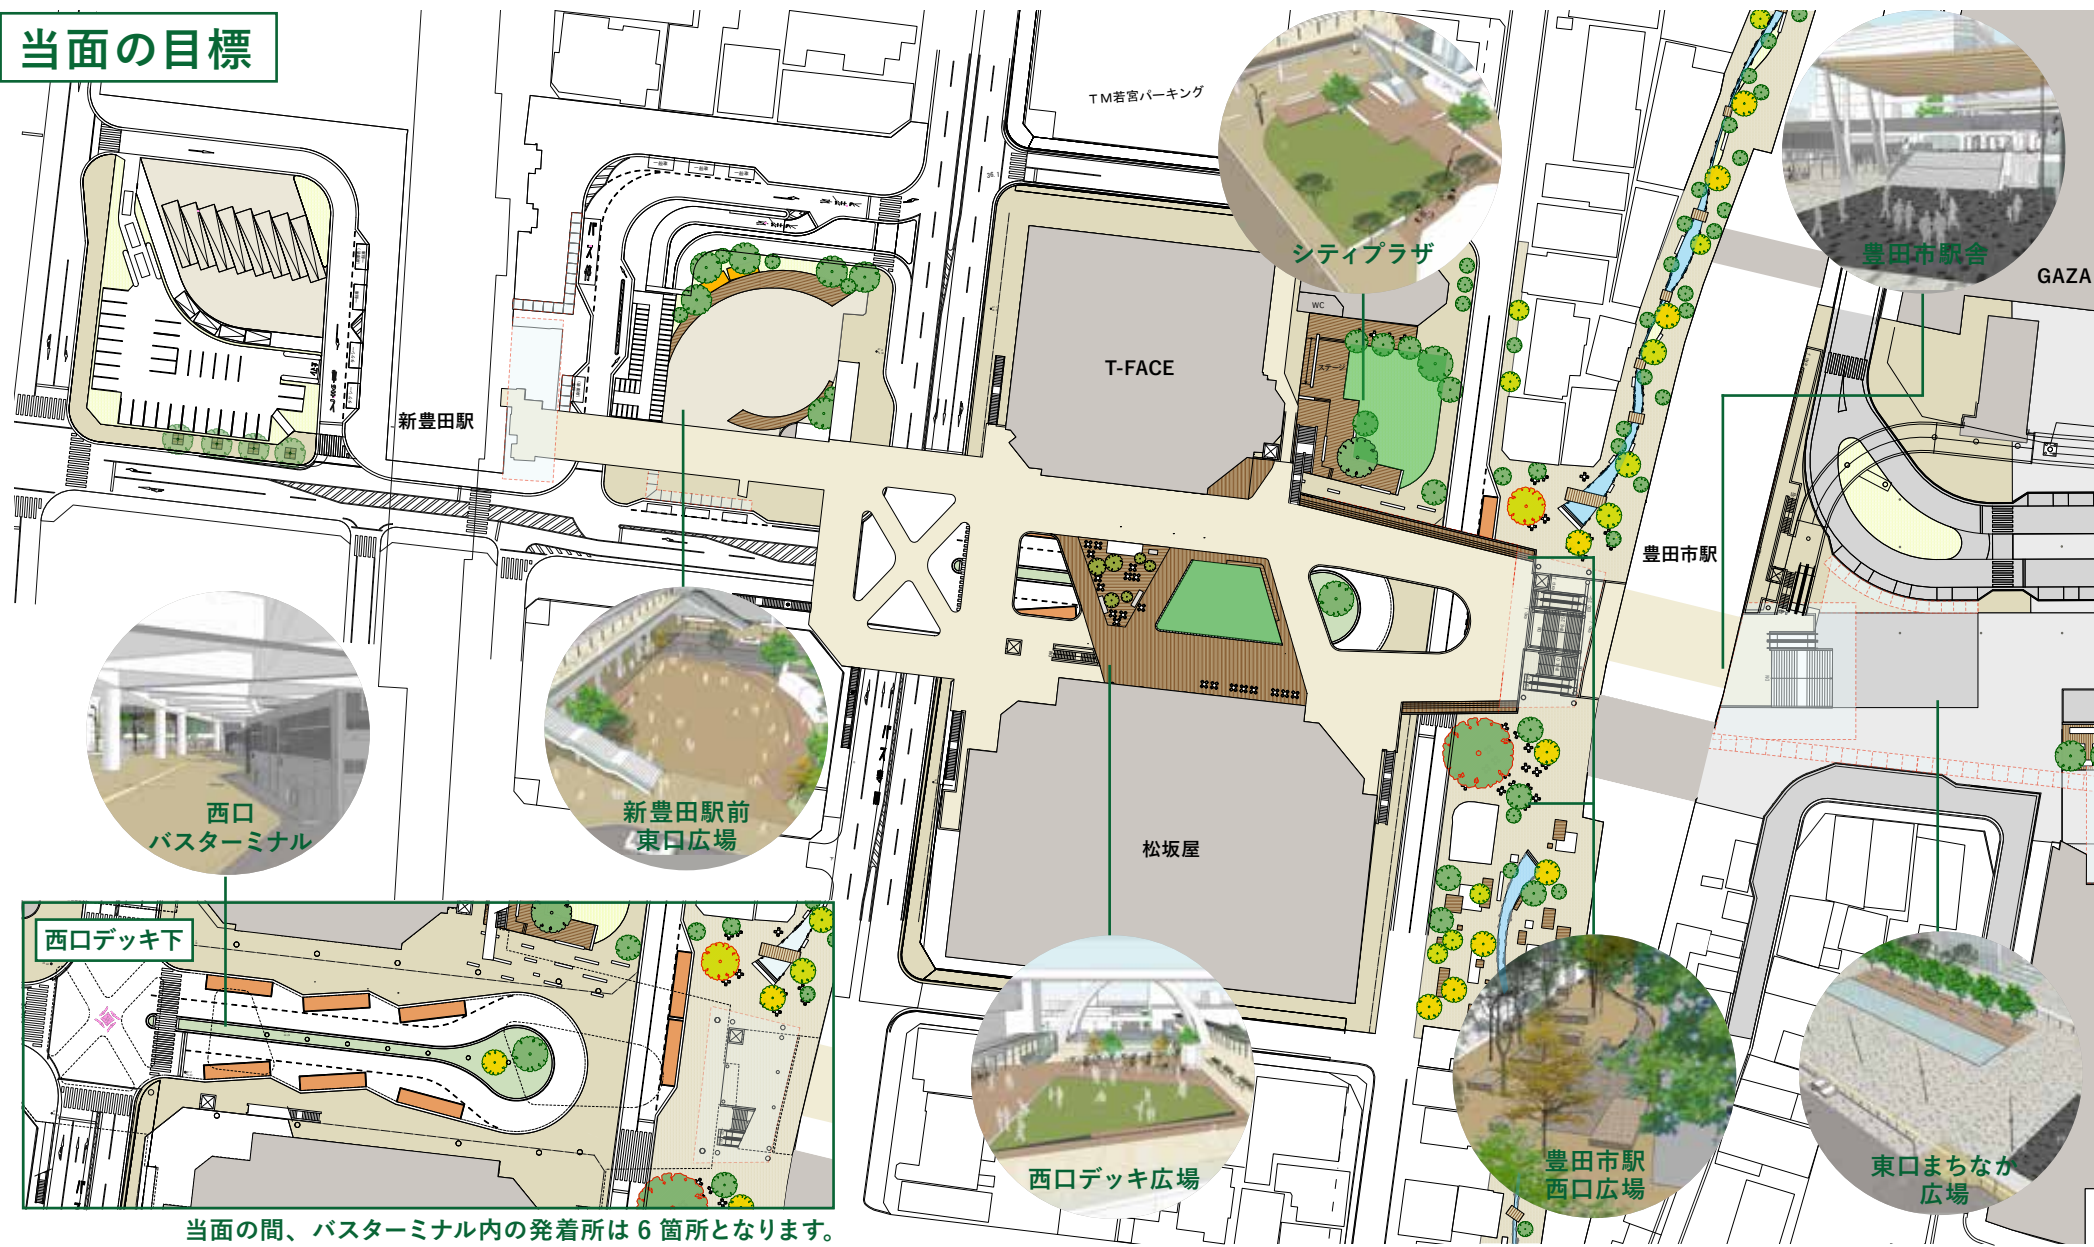 当面の目標
TM若宮パーキング
シティプラザ
豊田市駅舎
GAZA
WC
T-FACE
ステージ
新豊田駅
豊田市駅
西口
バスターミナル
新豊田駅前
東口広場
松坂屋
西口デッキ下
西口デッキ広場
豊田市駅
西口広場
東口まちなか
広場
当面の間、バスターミナル内の発着所は 6 箇所となります。